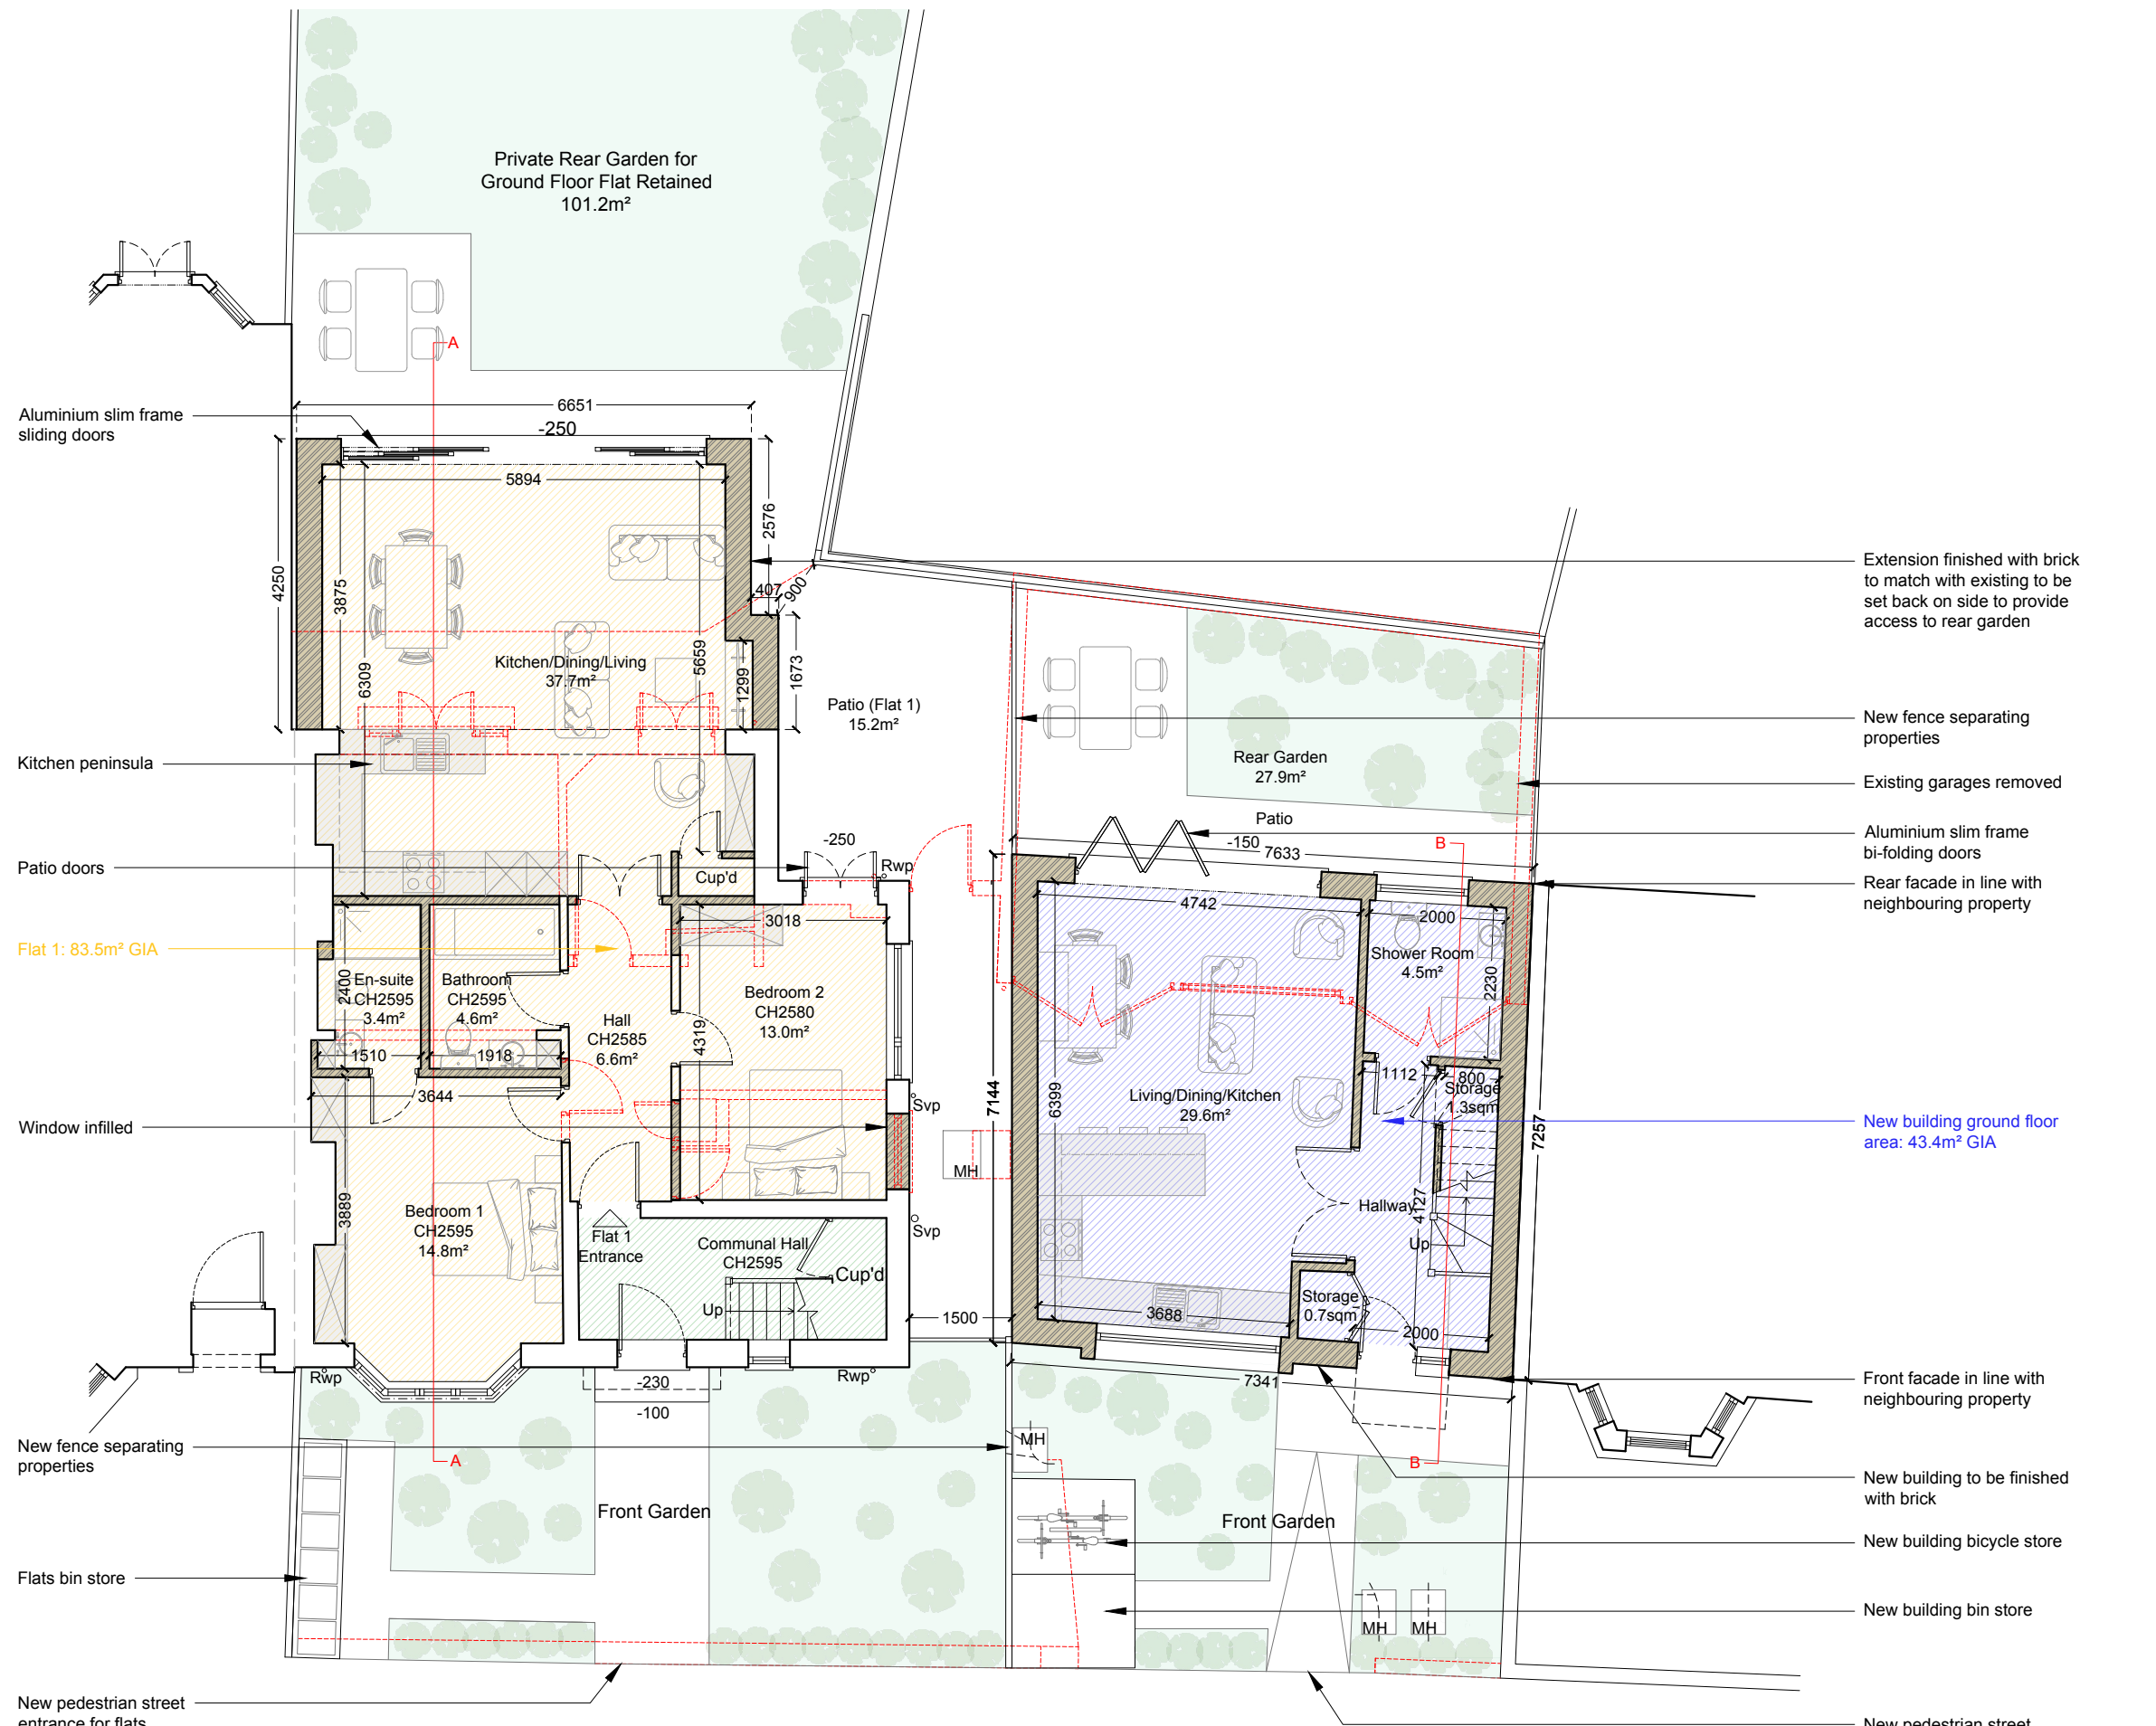 Private Rear Garden for
Ground Floor Flat Retained
101.2m²
A
Aluminium slim frame
sliding doors
6651
-250
5894
4250
3875
6309
2576
407
900
5659
1299
1673
Kitchen/Dining/Living
37.7m²
Patio (Flat 1)
15.2m²
Extension finished with brick
to match with existing to be
set back on side to provide
access to rear garden
New fence separating
properties
Rear Garden
27.9m²
Existing garages removed
Kitchen peninsula
Patio
-150
7633
B
Aluminium slim frame
bi-folding doors
Patio doors
-250
Rwp
Cup'd
Rear facade in line with
neighbouring property
3018
4742
2000
Flat 1: 83.5m² GIA
En-suite
CH2595
3.4m²
2400
Bathroom
CH2595
4.6m²
Hall
CH2585
6.6m²
Bedroom 2
CH2580
13.0m²
4319
Shower Room
4.5m²
2230
1510
1918
3644
1112
800
Storage
1.3sqm
Living/Dining/Kitchen
29.6m²
6399
7144
7257
Svp
Window infilled
New building ground floor
area: 43.4m² GIA
MH
3889
Bedroom 1
CH2595
14.8m²
Flat 1
Entrance
Communal Hall
CH2595
Cup'd
Up
Svp
Hallway
4127
Up
Storage
0.7sqm
3688
2000
1500
Rwp
-230
-100
Rwp
7341
Front facade in line with
neighbouring property
New fence separating
properties
A
MH
B
New building to be finished
with brick
Front Garden
Front Garden
New building bicycle store
Flats bin store
New building bin store
MH
MH
New pedestrian street
entrance for flats
New pedestrian street